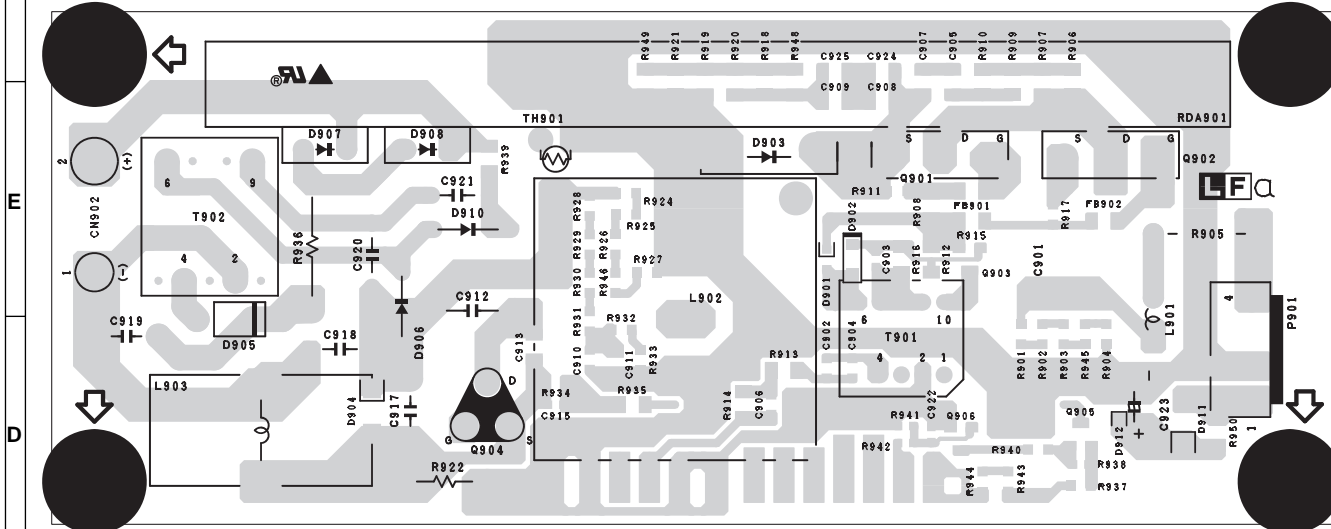 R949 R921 R919 R920 R918 R948 C925 C924 C907 C905 R910 R909 R907 R906
C909 C908
UR ®
TH901 RDA901
D907 D908 D903 S D G S D G
Q902
2 (+) 6 9 R939
C921 Q901
R911
LF a
E
CN902 T902 R928 R924 D902 R908 FB901 R917 FB902
D910 R925
R936 C920 R929 R926 R915 R905
4 2 R927 C903 R916 R912 C901
1 (-) R930 R946 D901 Q903
C912 L902 4
C919 D905 C918 D906 R931 R932 C902 C904 6 10 L901 P901
T901
C913 C910 C911 R933 R913 4 2 1 R901 R902 R903 R945 R904
L903 D904 C917 D R934 R935 R914 C906 C922
C915 R941 Q906 Q905 C923 D911
D
G S R942 D912 + R950 1
Q904 R940
R922 R944 R943 R938
R937